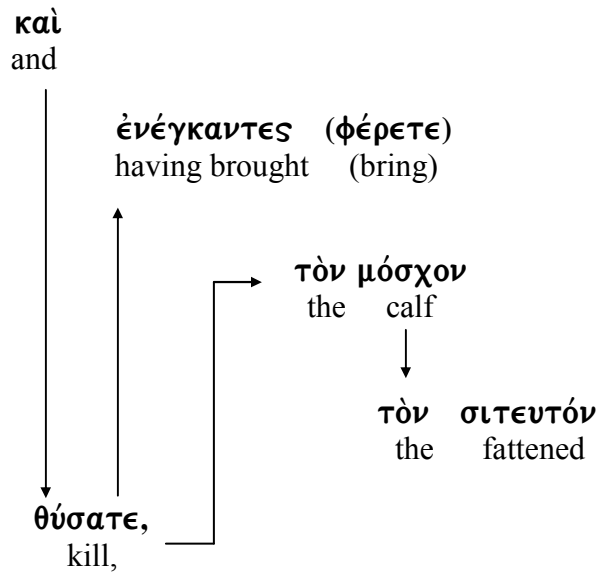 καὶ
and
ἐνέγκαντες (φέρετε)
having brought (bring)
τὸν μόσχον
the calf
τὸν σιτευτόν
the fattened
θύσατε,
kill,